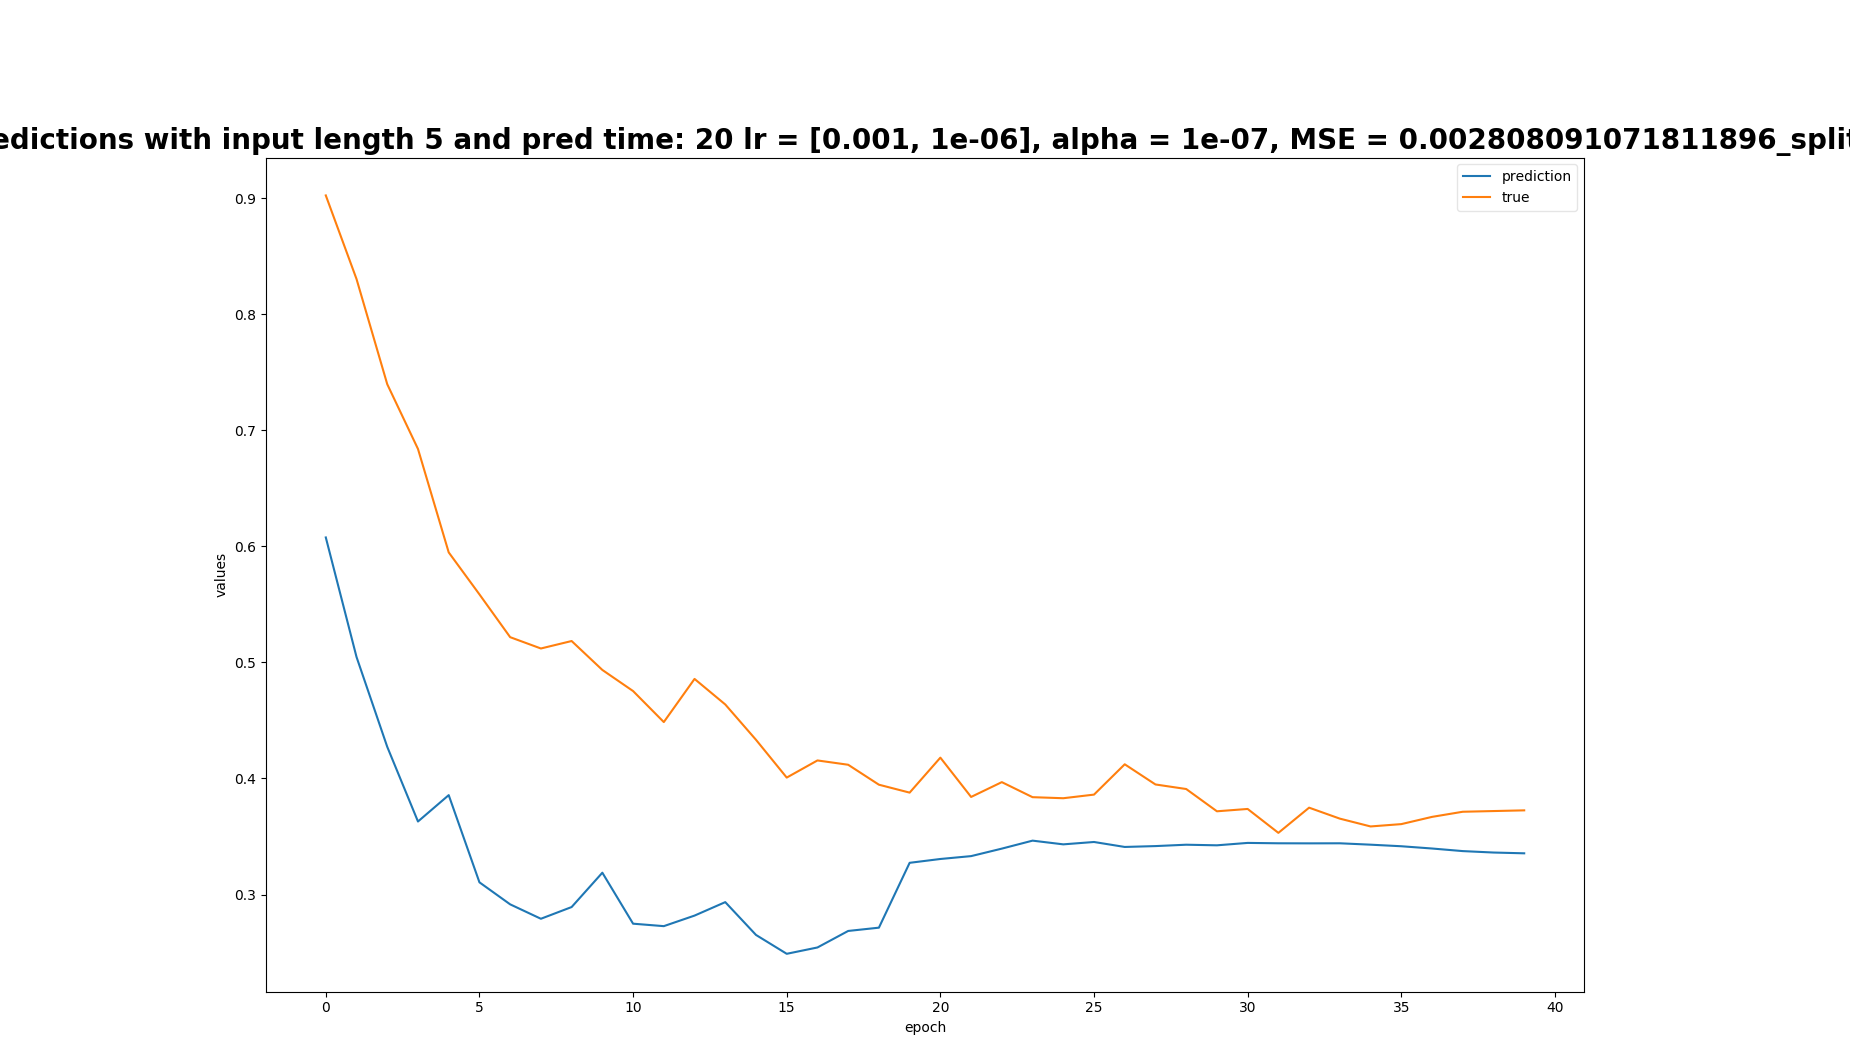 edictions with input length 5 and pred time: 20 lr = [0.001, 1e-06], alpha = 1e-07, MSE = 0.002808091071811896_split
prediction
true
0.9
0.8
0.7
0.6
0.5
0.4
0.3
values
0 5 10 15 20 25 30 35 40
epoch